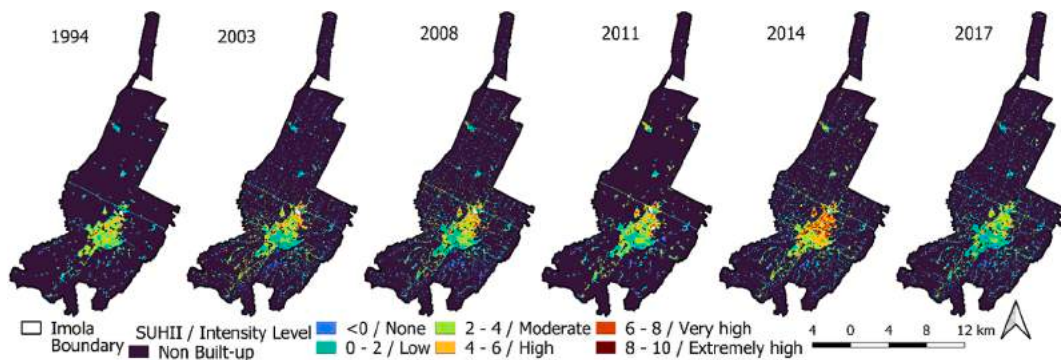 1994 2003 2008 2011 2014 2017
Imola Boundary
SUHII / Intensity Level
Non Built-up
<0 / None
0 - 2 / Low
2 - 4 / Moderate
4 - 6 / High
6 - 8 / Very high
8 - 10 / Extremely high
4 0 4 8 12 km